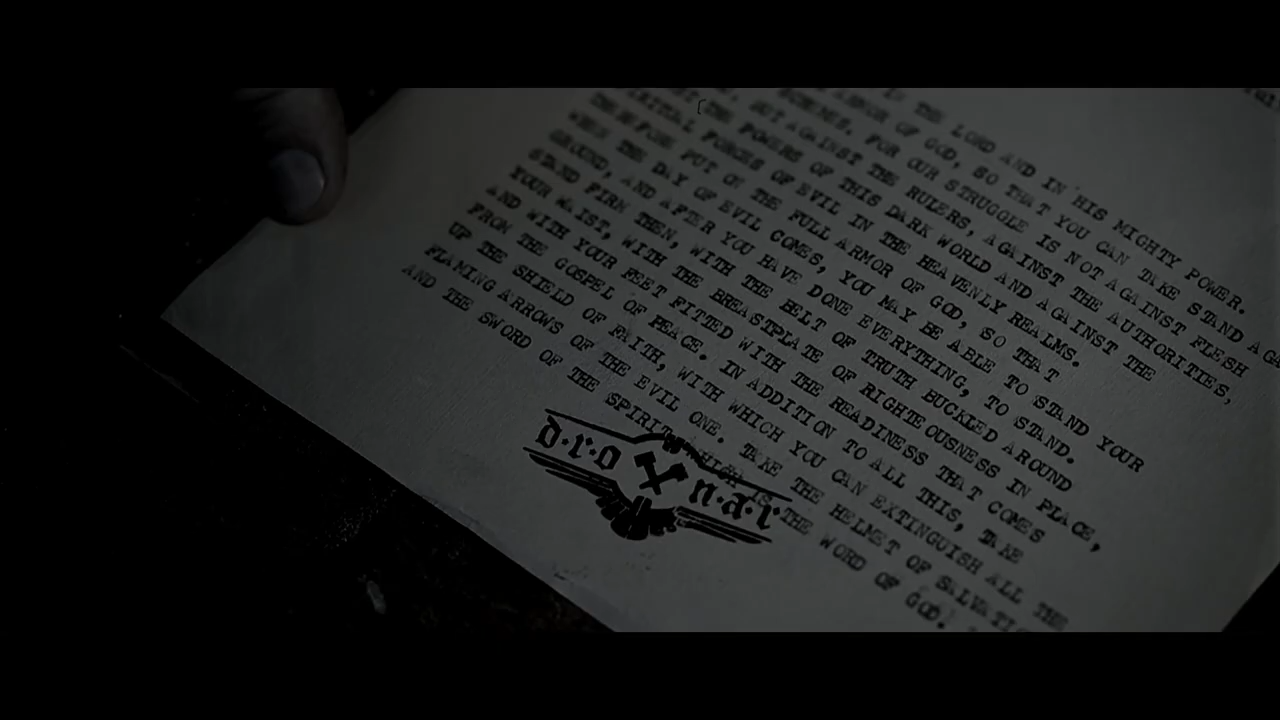 IN THE LORD AND IN HIS MIGHTY POWER.
ARMOR OF GOD, SO THAT YOU CAN TAKE STAND
SCHEMES. FOR OUR STRUGGLE IS NOT AGAINST FLESH
BUT AGAINST THE RULERS, AGAINST THE AUTHORITIES,
THE POWERS OF THIS DARK WORLD AND AGAINST THE
FORCES OF EVIL IN THE HEAVENLY REALMS.
THEREFORE PUT ON THE FULL ARMOR OF GOD, SO THAT
WHEN THE DAY OF EVIL COMES, YOU MAY BE ABLE TO STAND YOUR
GROUND, AND AFTER YOU HAVE DONE EVERYTHING, TO STAND.
STAND FIRM THEN, WITH THE BELT OF TRUTH BUCKLED AROUND
YOUR WAIST, WITH THE BREASTPLATE OF RIGHTEOUSNESS IN PLACE,
AND WITH YOUR FEET FITTED WITH THE READINESS THAT COMES
FROM THE GOSPEL OF PEACE. IN ADDITION TO ALL THIS, TAKE
UP THE SHIELD OF FAITH, WITH WHICH YOU CAN EXTINGUISH ALL THE
FLAMING ARROWS OF THE EVIL ONE. TAKE THE HELMET OF SALVATION
AND THE SWORD OF THE SPIRIT WHICH IS THE WORD OF GOD.
d·r·o n·a·r